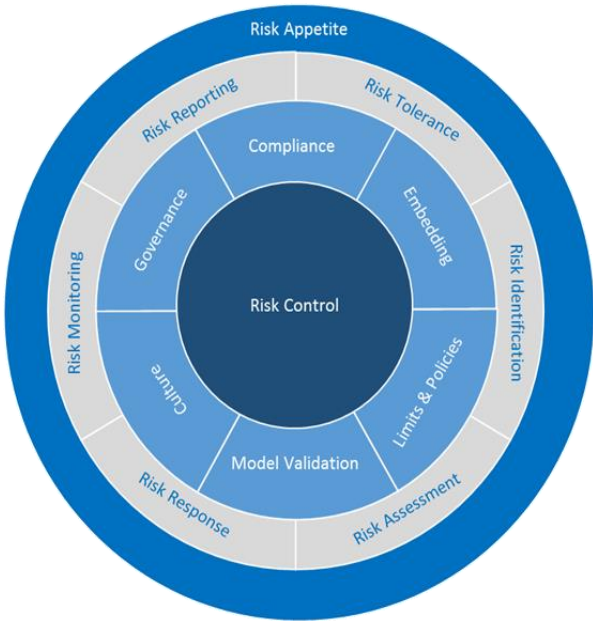 Risk Appetite
Risk Reporting
Risk Tolerance
Compliance
Governance
Embedding
Risk Monitoring
Risk Control
Risk Identification
Culture
Limits & Policies
Model Validation
Risk Response
Risk Assessment